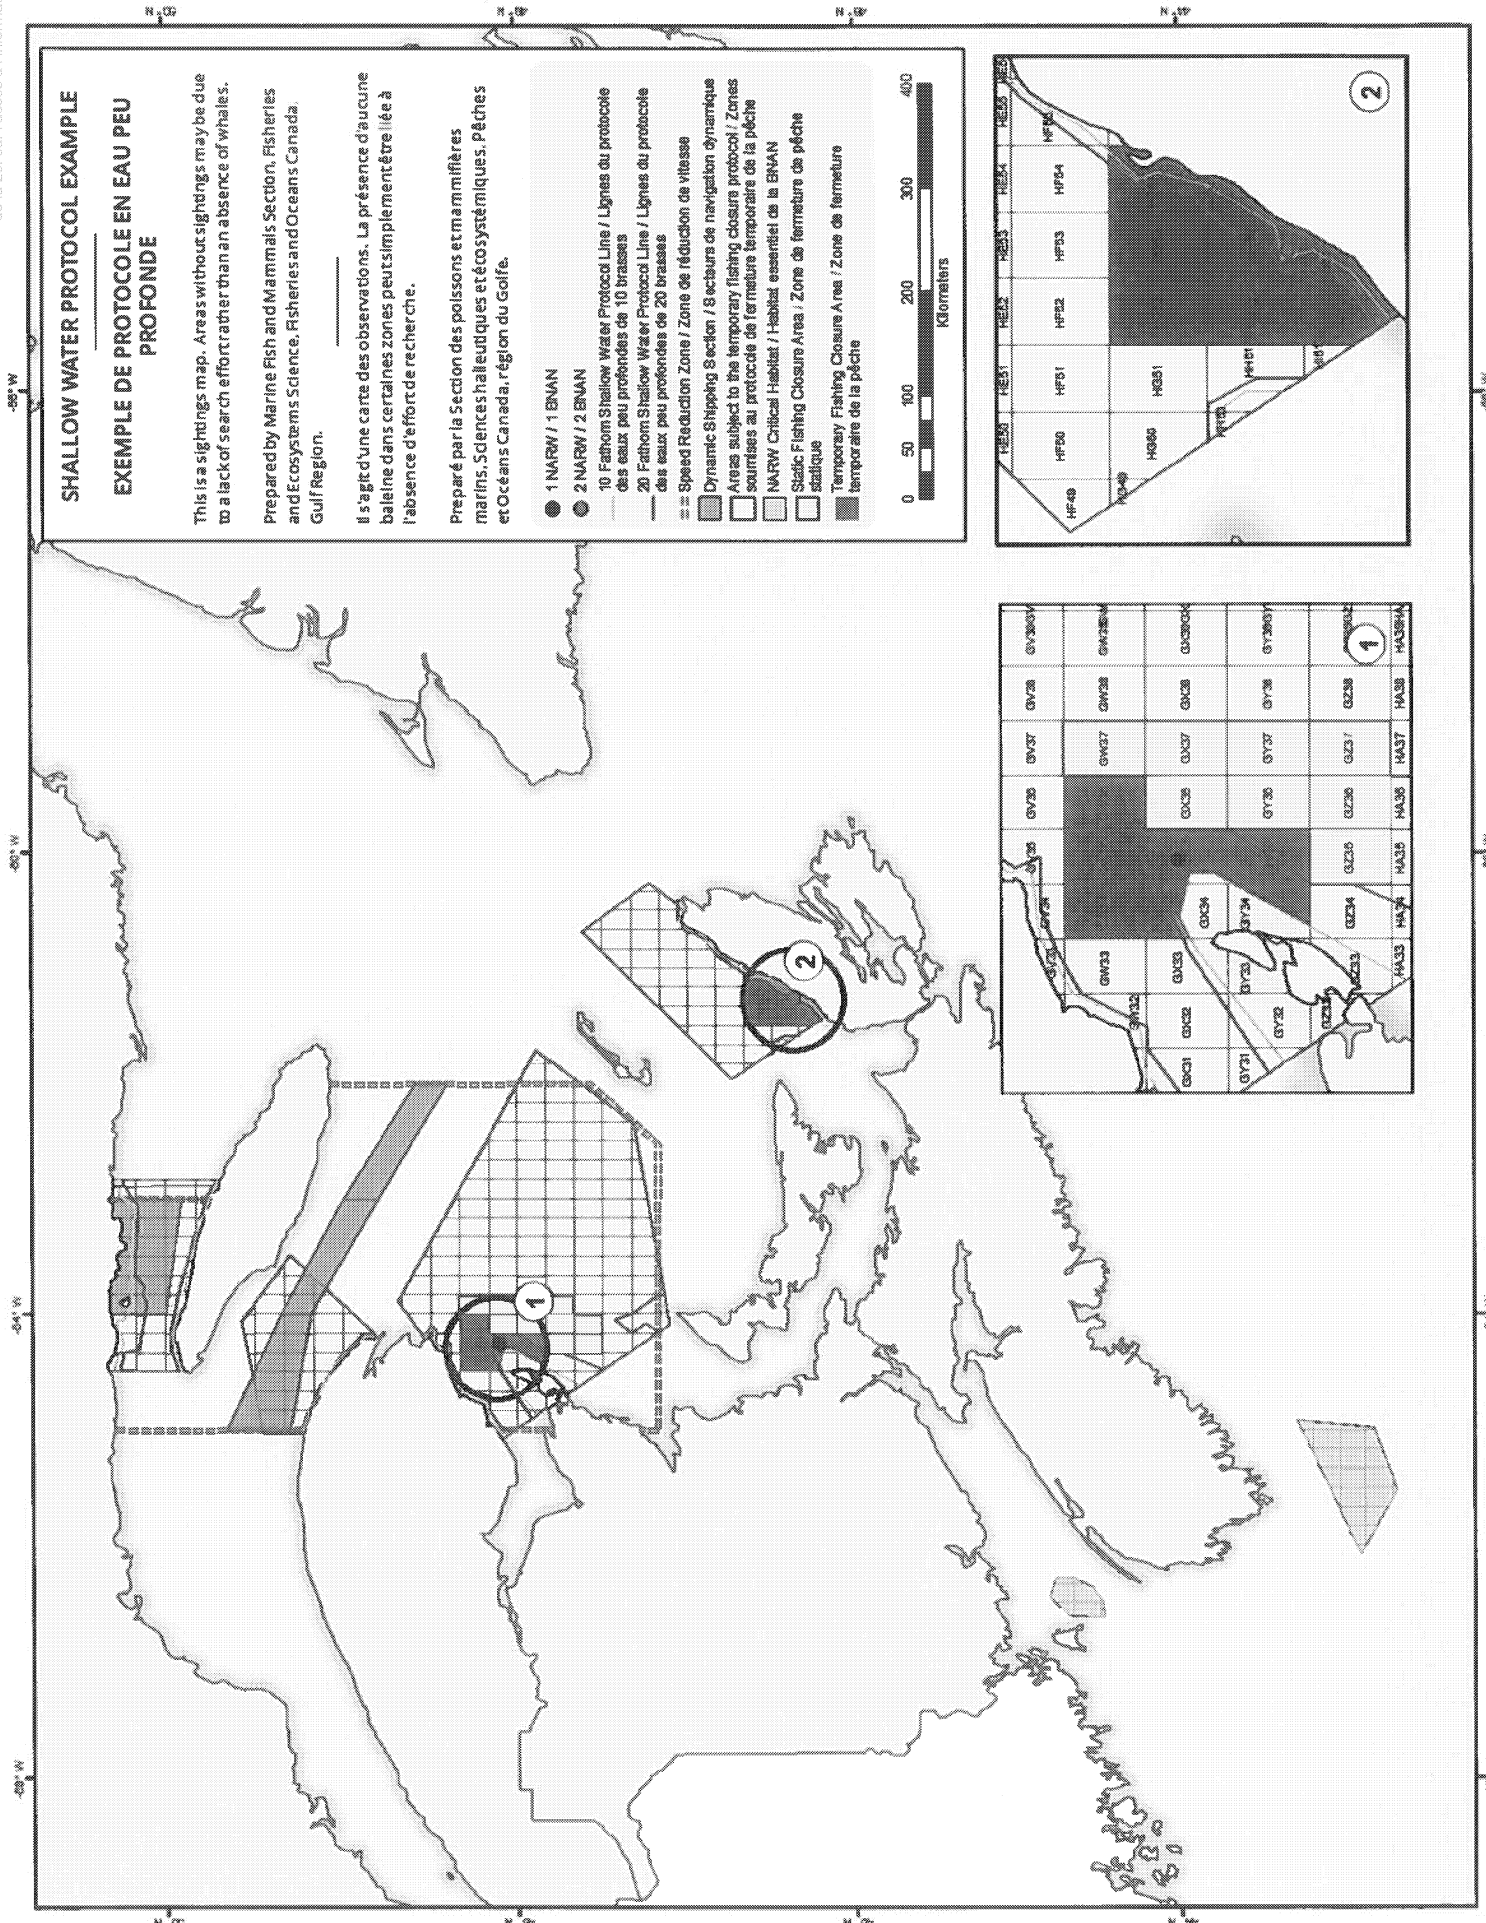 SHALLOW WATER PROTOCOL EXAMPLE
EXEMPLE DE PROTOCOLE EN EAU PEU
PROFONDE
This is a sightings map. Areas without sightings may be due
to a lack of search effort rather than an absence of whales.
Prepared by Marine Fish and Mammals Section, Fisheries
and Ecosystems Science, Fisheries and Oceans Canada,
Gulf Region.
Il s'agit d'une carte des observations. La présence d'aucune
baleine dans certaines zones peut simplement être liée à
l'absence d'effort de recherche.
Préparé par la Section des poissons et mammifères
marins, Sciences halieutiques et écosystémiques, Pêches
et Océans Canada, région du Golfe.
1 NARW / 1 BNAN
2 NARW / 2 BNAN
10 Fathom Shallow Water Protocol Line / Lignes du protocole
des eaux peu profondes de 10 brasses
20 Fathom Shallow Water Protocol Line / Lignes du protocole
des eaux peu profondes de 20 brasses
Speed Reduction Zone / Zone de réduction de vitesse
Dynamic Shipping Section / Secteurs de navigation dynamique
Areas subject to the temporary fishing closure protocol / Zones
soumises au protocole de fermeture temporaire de la pêche
NARW Critical Habitat / Habitat essentiel de la BNAN
Static Fishing Closure Area / Zone de fermeture de pêche
statique
Temporary Fishing Closure Area / Zone de fermeture
temporaire de la pêche
0 50 100 200 300 400
Kilometers
-60° W
-64° W
1
2
GV36 GV37 GV38
GW33 GW37 GW38
GX31 GX32 GX33 GX34 GX36 GX37 GX38
GY31 GY32 GY33 GY34 GY36 GY37 GY38
GZ33 GZ34 GZ35 GZ36 GZ37 GZ38
HA33 HA34 HA35 HA36 HA37 HA38
1
HE50 HE51 HE52 HE53 HE54 HE55
HF49 HF50 HF51 HF52 HF53 HF54
HG49 HG50 HG51
HH51
2